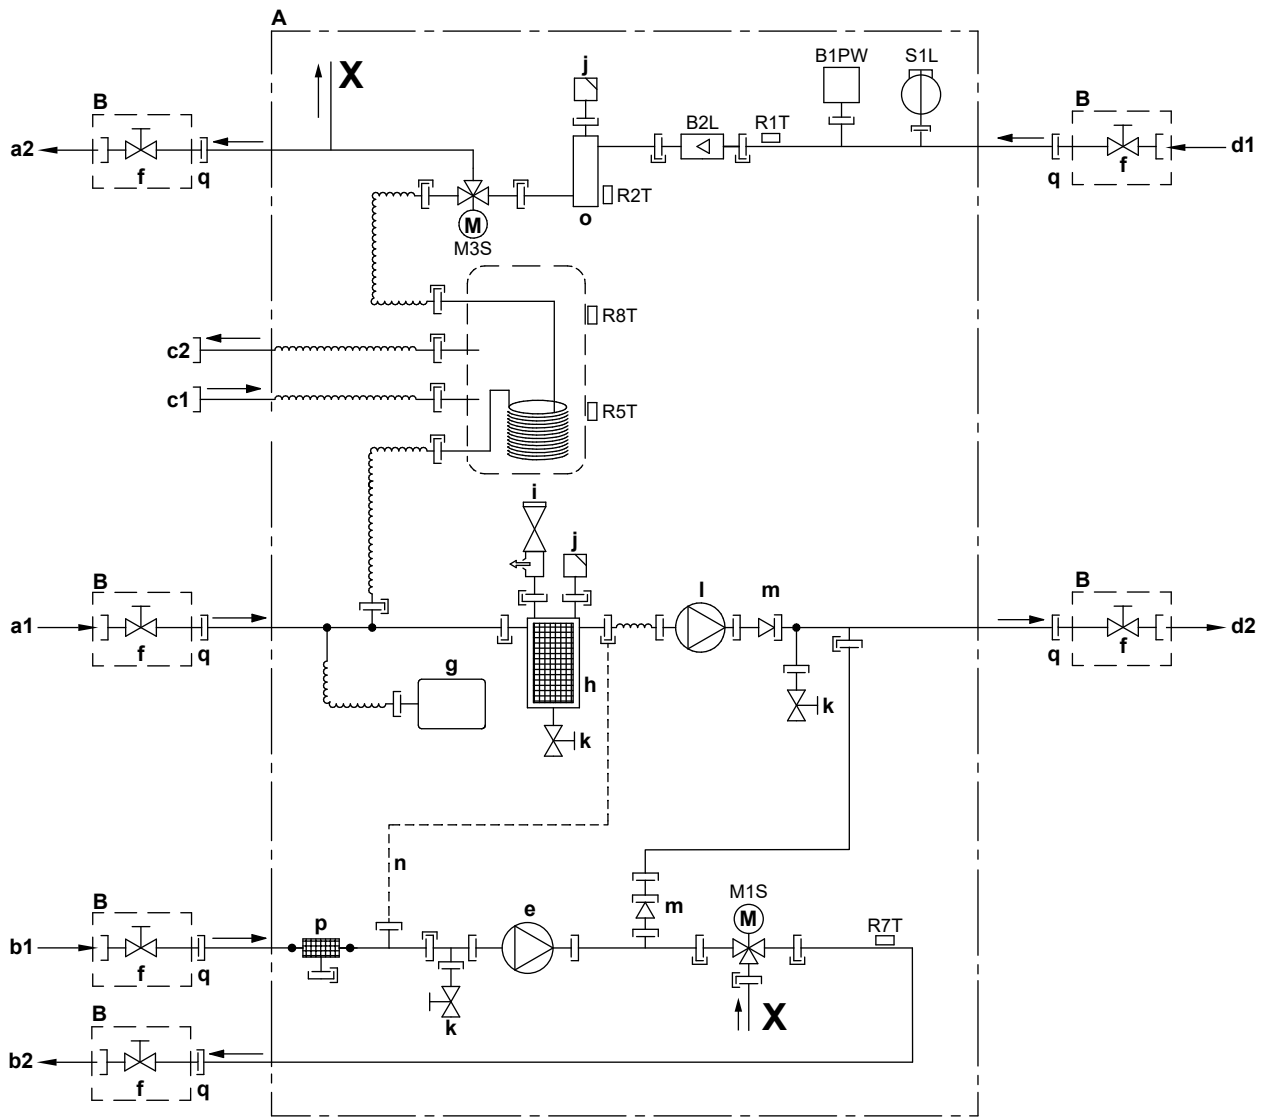 A
X
j
B1PW
S1L
B
B
a2
f
q
B2L
R1T
q
f
d1
R2T
o
M
M3S
R8T
c2
c1
R5T
i
j
B
l
m
B
a1
f
q
g
h
k
k
q
f
d2
n
M1S
M
B
p
e
m
R7T
b1
f
q
k
X
B
b2
f
q